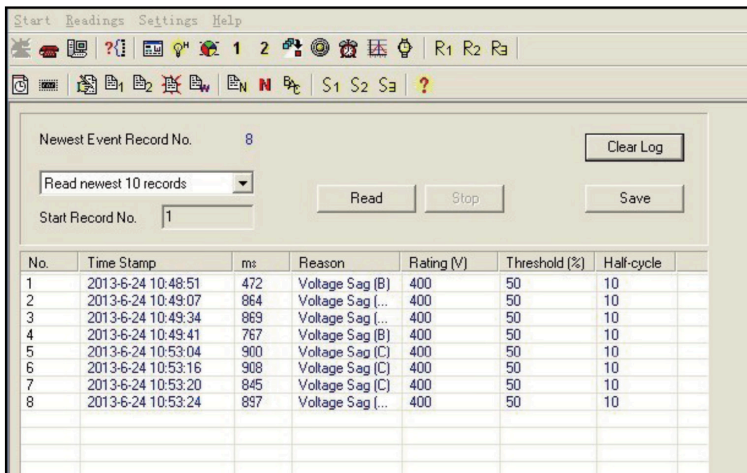 Start Readings Settings Help
?{} H 1 2 R1 R2 R3
1 2 W N N S1 S2 S3 ?
Newest Event Record No. 8
Clear Log
Read newest 10 records
Read Stop Save
Start Record No. 1
No. Time Stamp ms Reason Rating (V) Threshold (%) Half-cycle
1 2013-6-24 10:48:51 472 Voltage Sag (B) 400 50 10
2 2013-6-24 10:49:07 864 Voltage Sag (... 400 50 10
3 2013-6-24 10:49:34 869 Voltage Sag (... 400 50 10
4 2013-6-24 10:49:41 767 Voltage Sag (B) 400 50 10
5 2013-6-24 10:53:04 900 Voltage Sag (C) 400 50 10
6 2013-6-24 10:53:16 908 Voltage Sag (C) 400 50 10
7 2013-6-24 10:53:20 845 Voltage Sag (C) 400 50 10
8 2013-6-24 10:53:24 897 Voltage Sag (... 400 50 10